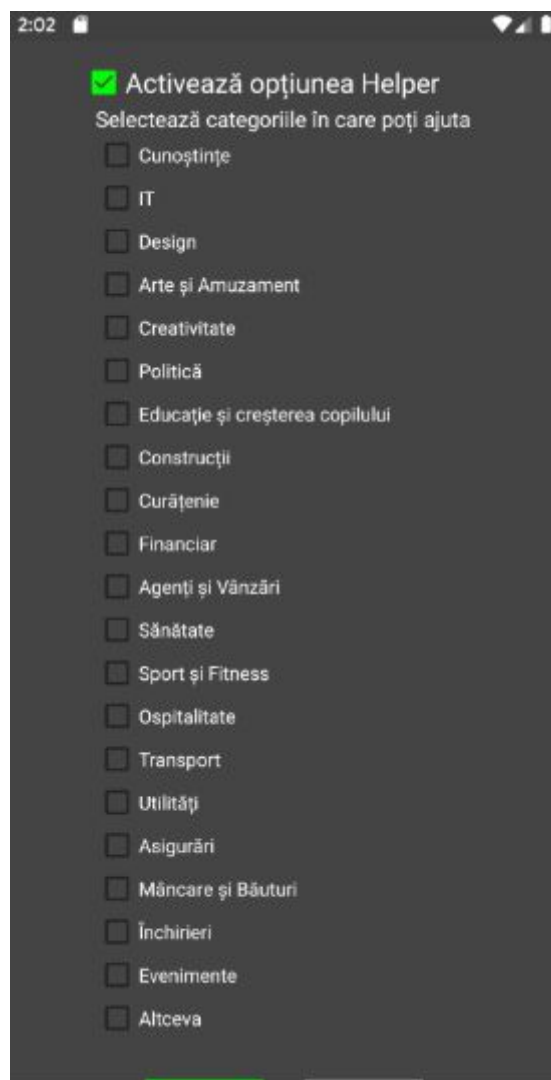 2:02
Activează opțiunea Helper
Selectează categoriile în care poți ajuta
Cunoștințe
IT
Design
Arte și Amuzament
Creativitate
Politică
Educație și creșterea copilului
Construcții
Curățenie
Financiar
Agenți și Vânzări
Sănătate
Sport și Fitness
Ospitalitate
Transport
Utilități
Asigurări
Mâncare și Băuturi
Închirieri
Evenimente
Altceva